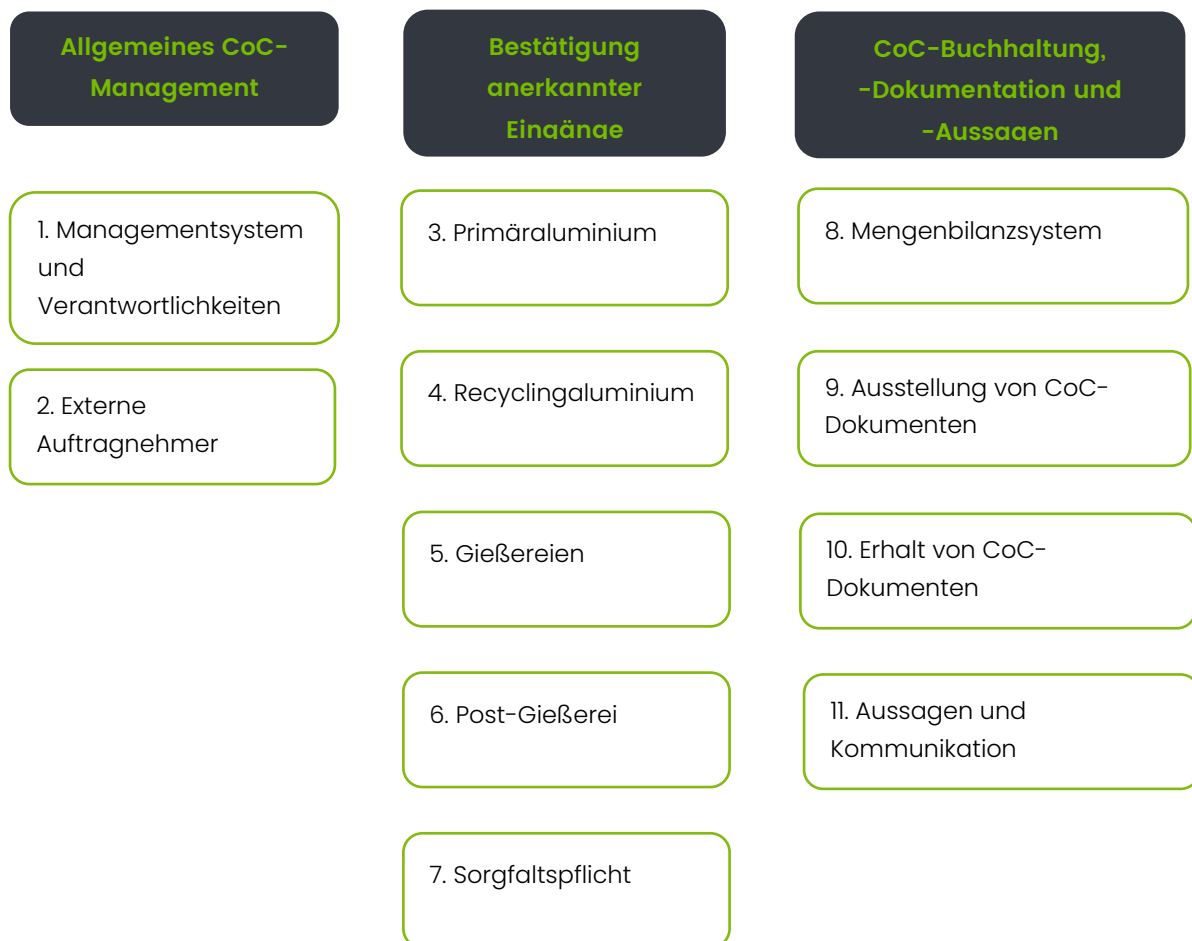 Allgemeines CoC-
Management
Bestätigung
anerkannter
Eingänge
CoC-Buchhaltung,
-Dokumentation und
-Aussagen
1. Managementsystem
und
Verantwortlichkeiten
2. Externe
Auftragnehmer
3. Primäraluminium
4. Recyclingaluminium
5. Gießereien
6. Post-Gießerei
7. Sorgfaltspflicht
8. Mengenbilanzsystem
9. Ausstellung von CoC-
Dokumenten
10. Erhalt von CoC-
Dokumenten
11. Aussagen und
Kommunikation